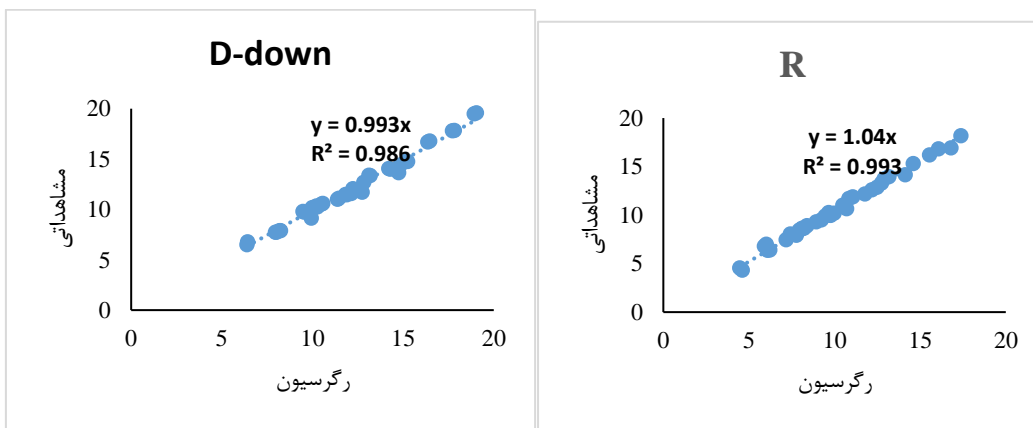 D-down
y = 0.993x
R² = 0.986
مشاهداتی
20
15
10
5
0
0 5 10 15 20
رگرسیون
R
y = 1.04x
R² = 0.993
مشاهداتی
20
15
10
5
0
0 5 10 15 20
رگرسیون